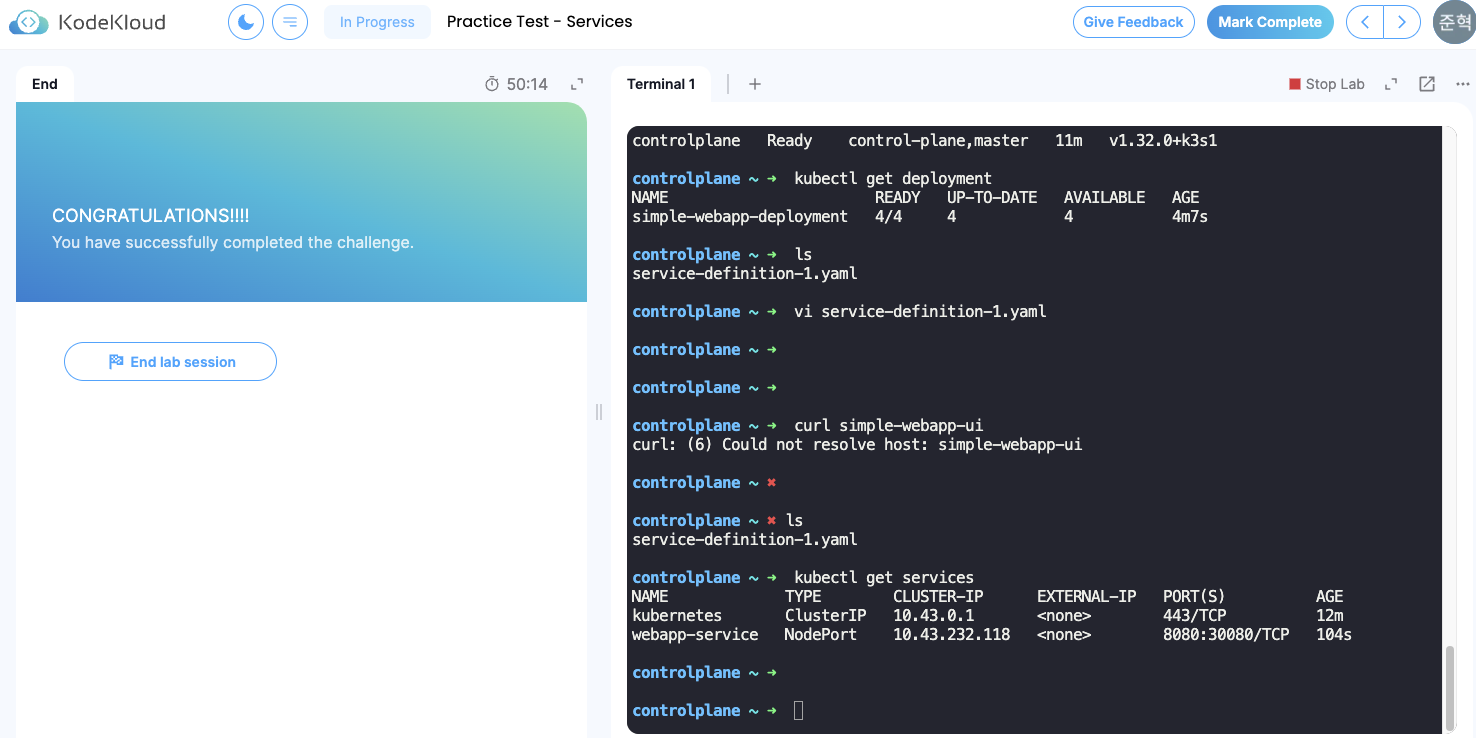 KodeKloud
In Progress
Practice Test - Services
Give Feedback
Mark Complete
준혁
End
50:14
CONGRATULATIONS!!!!
You have successfully completed the challenge.
End lab session
Terminal 1
+
Stop Lab
controlplane   Ready    control-plane,master   11m   v1.32.0+k3s1
controlplane ~ ➜  kubectl get deployment
NAME                       READY   UP-TO-DATE   AVAILABLE   AGE
simple-webapp-deployment   4/4     4            4           4m7s
controlplane ~ ➜  ls
service-definition-1.yaml
controlplane ~ ➜  vi service-definition-1.yaml
controlplane ~ ➜
controlplane ~ ➜
controlplane ~ ➜  curl simple-webapp-ui
curl: (6) Could not resolve host: simple-webapp-ui
controlplane ~ ✖
controlplane ~ ✖ ls
service-definition-1.yaml
controlplane ~ ➜  kubectl get services
NAME             TYPE        CLUSTER-IP      EXTERNAL-IP   PORT(S)          AGE
kubernetes       ClusterIP   10.43.0.1       <none>        443/TCP          12m
webapp-service   NodePort    10.43.232.118   <none>        8080:30080/TCP   104s
controlplane ~ ➜
controlplane ~ ➜